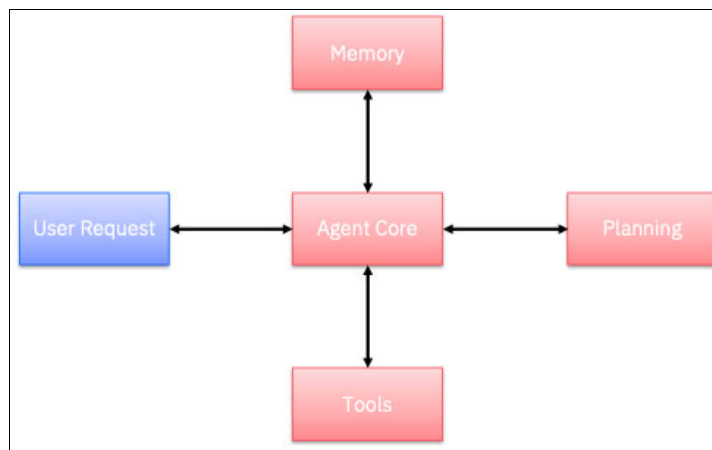 Memory
User Request
Agent Core
Planning
Tools